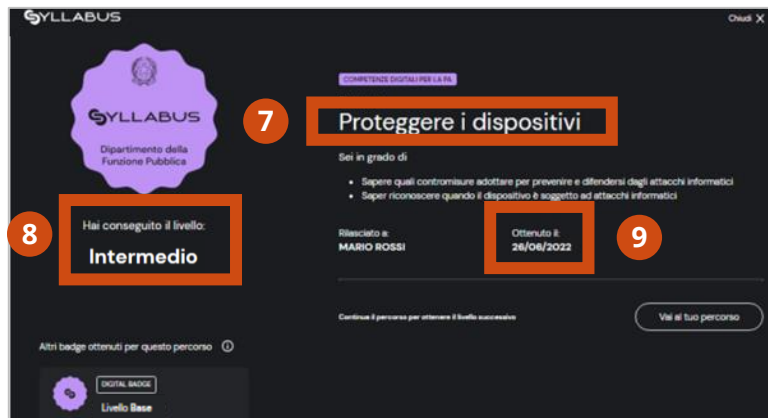 SYLLABUS
Chiudi X
SYLLABUS
Dipartimento della
Funzione Pubblica
8
Hai conseguito il livello:
Intermedio
Altri badge ottenuti per questo percorso
DIGITAL BADGE
Livello Base
COMPETENZE DIGITALI PER LA PA
7
Proteggere i dispositivi
Sei in grado di
• Sapere quali contromisure adottare per prevenire e difendersi dagli attacchi informatici
• Saper riconoscere quando il dispositivo è soggetto ad attacchi informatici
Rilasciato a:
MARIO ROSSI
Ottenuto il:
26/06/2022
9
Continua il percorso per ottenere il livello successivo
Vai al tuo percorso